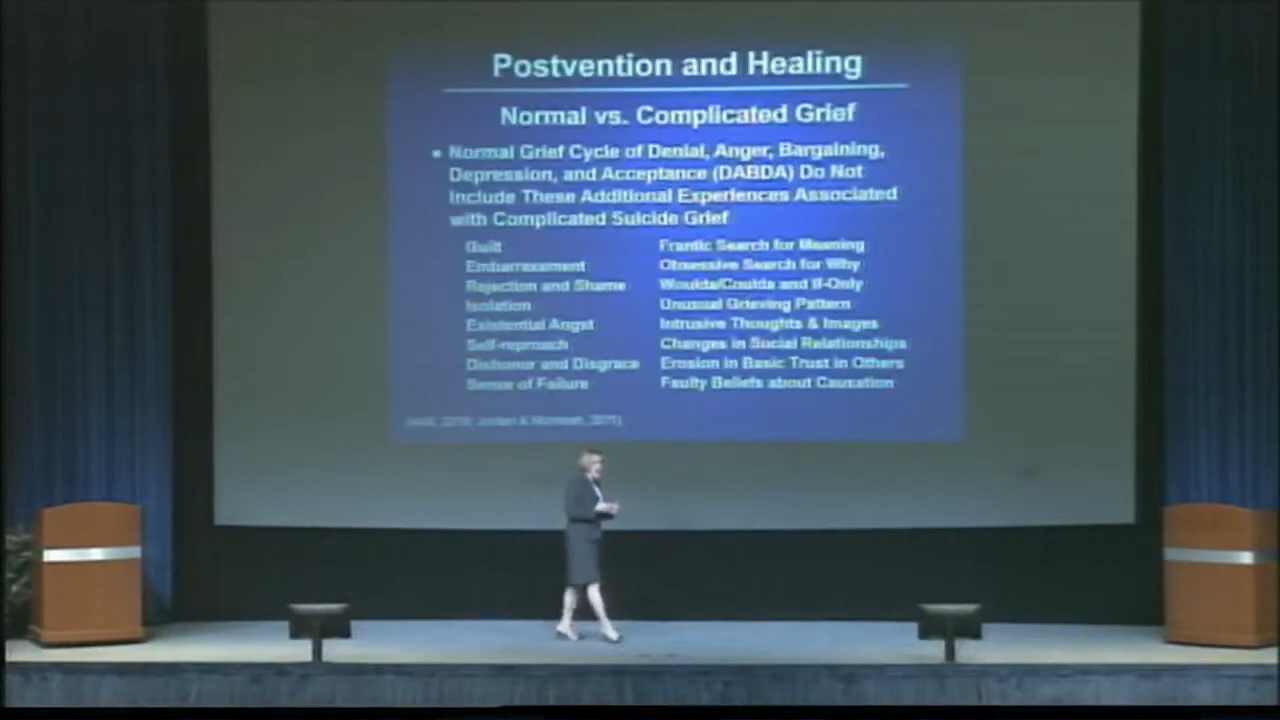 Postvention and Healing
Normal vs. Complicated Grief
Normal Grief Cycle of Denial, Anger, Bargaining,
Depression, and Acceptance (DABDA) Do Not
Include These Additional Experiences Associated
with Complicated Suicide Grief
Guilt
Embarrassment
Rejection and Shame
Isolation
Existential Angst
Self-reproach
Dishonor and Disgrace
Sense of Failure
Frantic Search for Meaning
Obsessive Search for Why
Woulda/Coulda and If-Only
Unusual Grieving Pattern
Intrusive Thoughts & Images
Changes in Social Relationships
Erosion in Basic Trust in Others
Faulty Beliefs about Causation
Jordan & McIntosh,